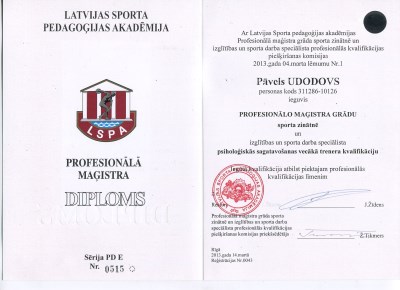 LATVIJAS SPORTA
PEDAGOĢIJAS AKADĒMIJA
LSPA
PROFESIONĀLĀ
MAĢISTRA
DIPLOMS
Sērija PD E
Nr. 0515
Ar Latvijas Sporta pedagoģijas akadēmijas
Profesionālā maģistra grāda sporta zinātnē un
izglītības un sporta darba speciālista profesionālās kvalifikācijas
piešķiršanas komisijas
2013.gada 04.marta lēmumu Nr.1
Pāvels UDODOVS
personas kods 311286-10126
ieguvis
PROFESIONĀLO MAĢISTRA GRĀDU
sporta zinātnē
un
izglītības un sporta darba speciālista
psiholoģiskās sagatavošanas vecākā trenera kvalifikāciju
Iegūtā kvalifikācija atbilst piektajam profesionālās
kvalifikācijas līmenim
Rektors
J.Žīdens
Profesionālā maģistra grāda sporta
zinātnē un izglītības un sporta darba
speciālista profesionālās kvalifikācijas
piešķiršanas komisijas priekšsēdētājs
Rīgā
2013.gada 14.martā
Reģistrācijas Nr.6043